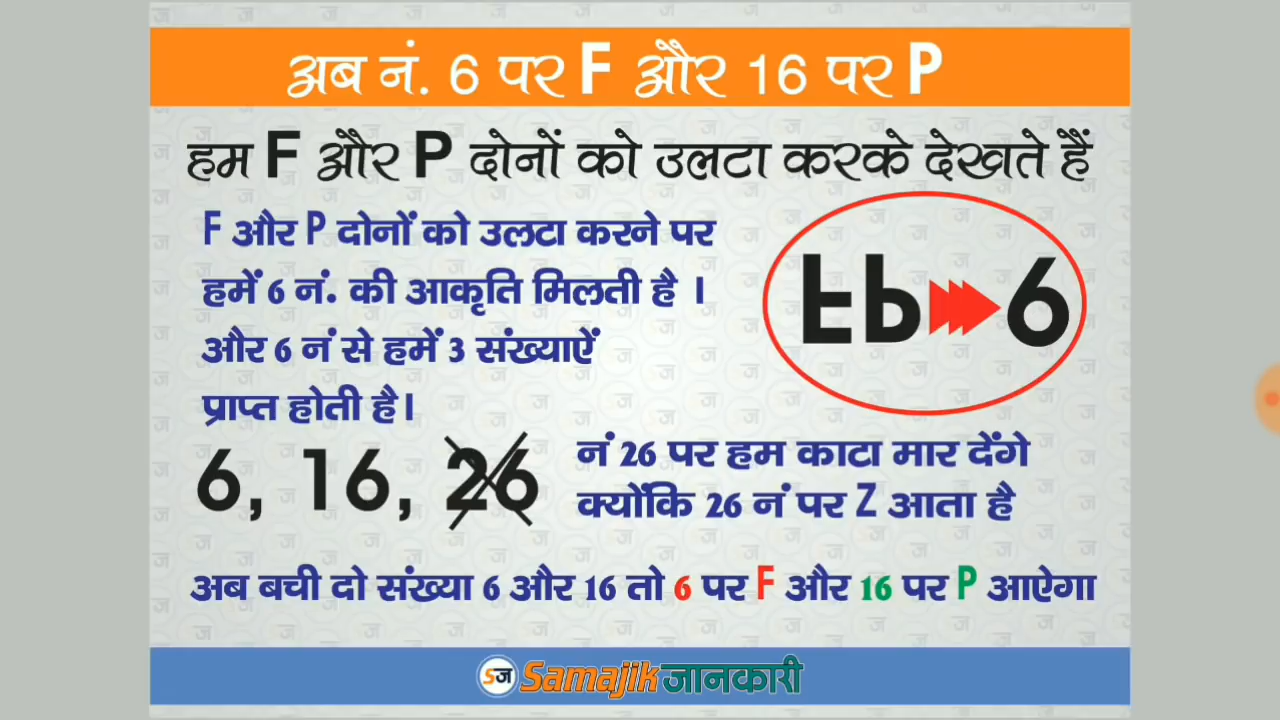 अब नं. 6 पर F और 16 पर P
हम F और P दोनों को उलटा करके देखते हैं
F और P दोनों को उलटा करने पर
हमें 6 नं. की आकृति मिलती है ।
और 6 नं से हमें 3 संख्याऐं
प्राप्त होती है।
6
6, 16, 26
नं 26 पर हम काटा मार देंगे
क्योंकि 26 नं पर Z आता है
अब बची दो संख्या 6 और 16 तो 6 पर F और 16 पर P आऐगा
सज Samajik जानकारी